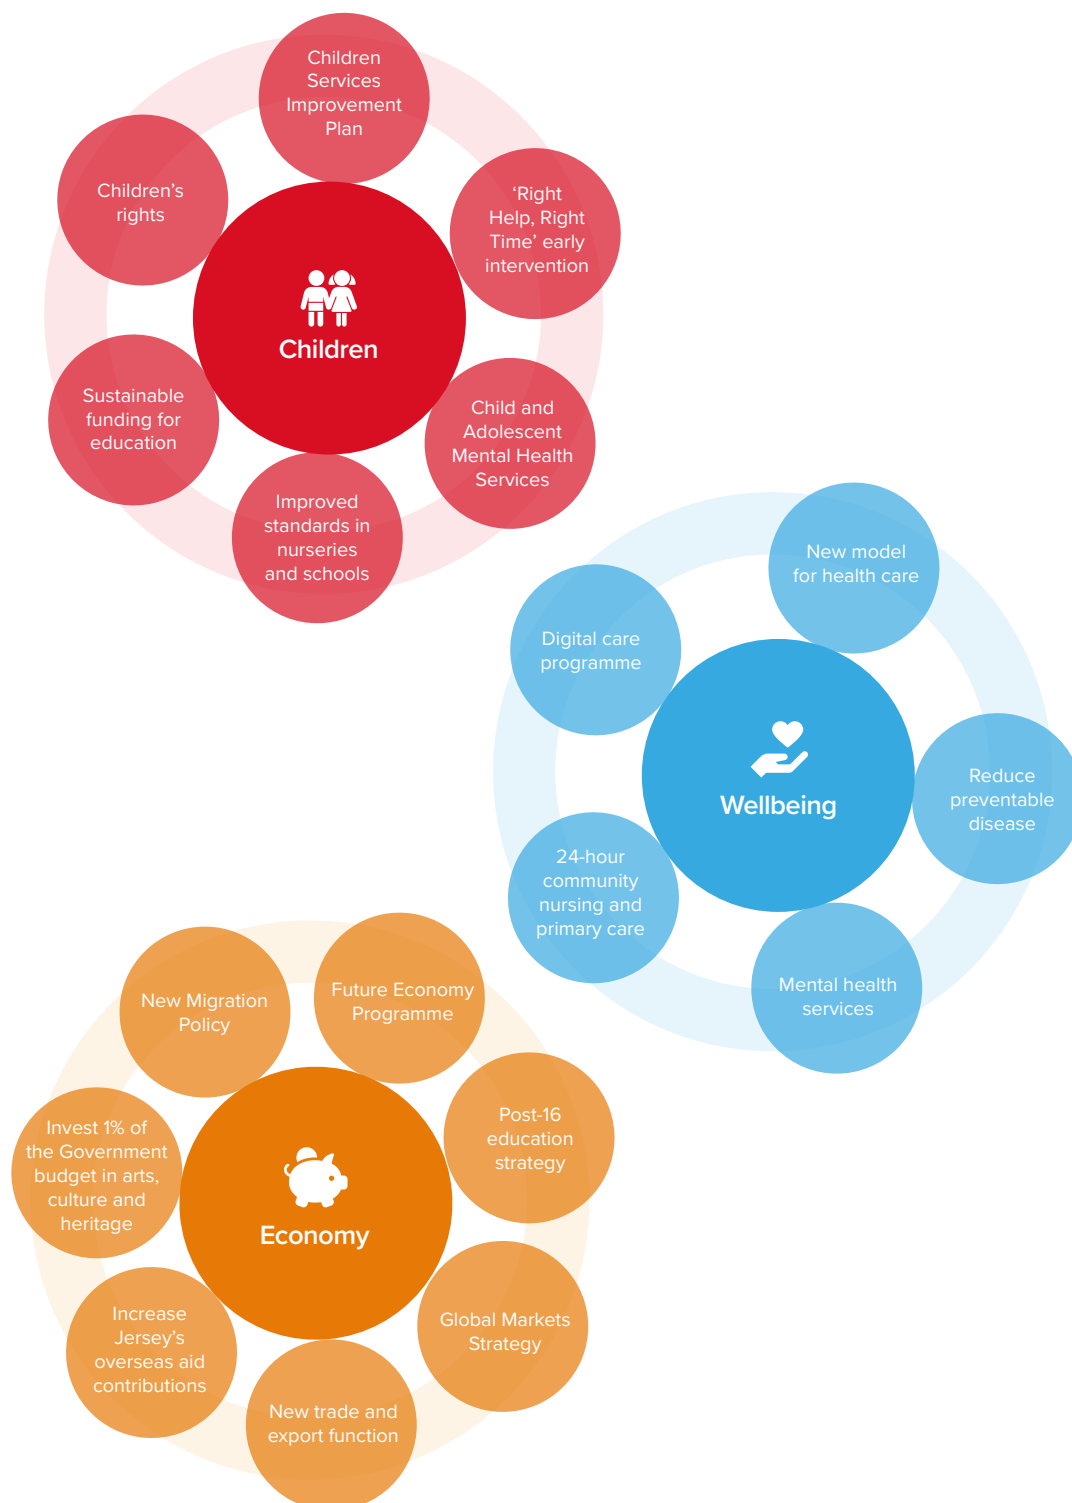 Children
Services
Improvement
Plan
‘Right
Help, Right
Time’ early
intervention
Child and
Adolescent
Mental Health
Services
Improved
standards in
nurseries
and schools
Sustainable
funding for
education
Children’s
rights
Children
New model
for health care
Reduce
preventable
disease
Mental health
services
24-hour
community
nursing and
primary care
Digital care
programme
Wellbeing
Future Economy
Programme
Post-16
education
strategy
Global Markets
Strategy
New trade and
export function
Increase
Jersey’s
overseas aid
contributions
Invest 1% of
the Government
budget in arts,
culture and
heritage
New Migration
Policy
Economy